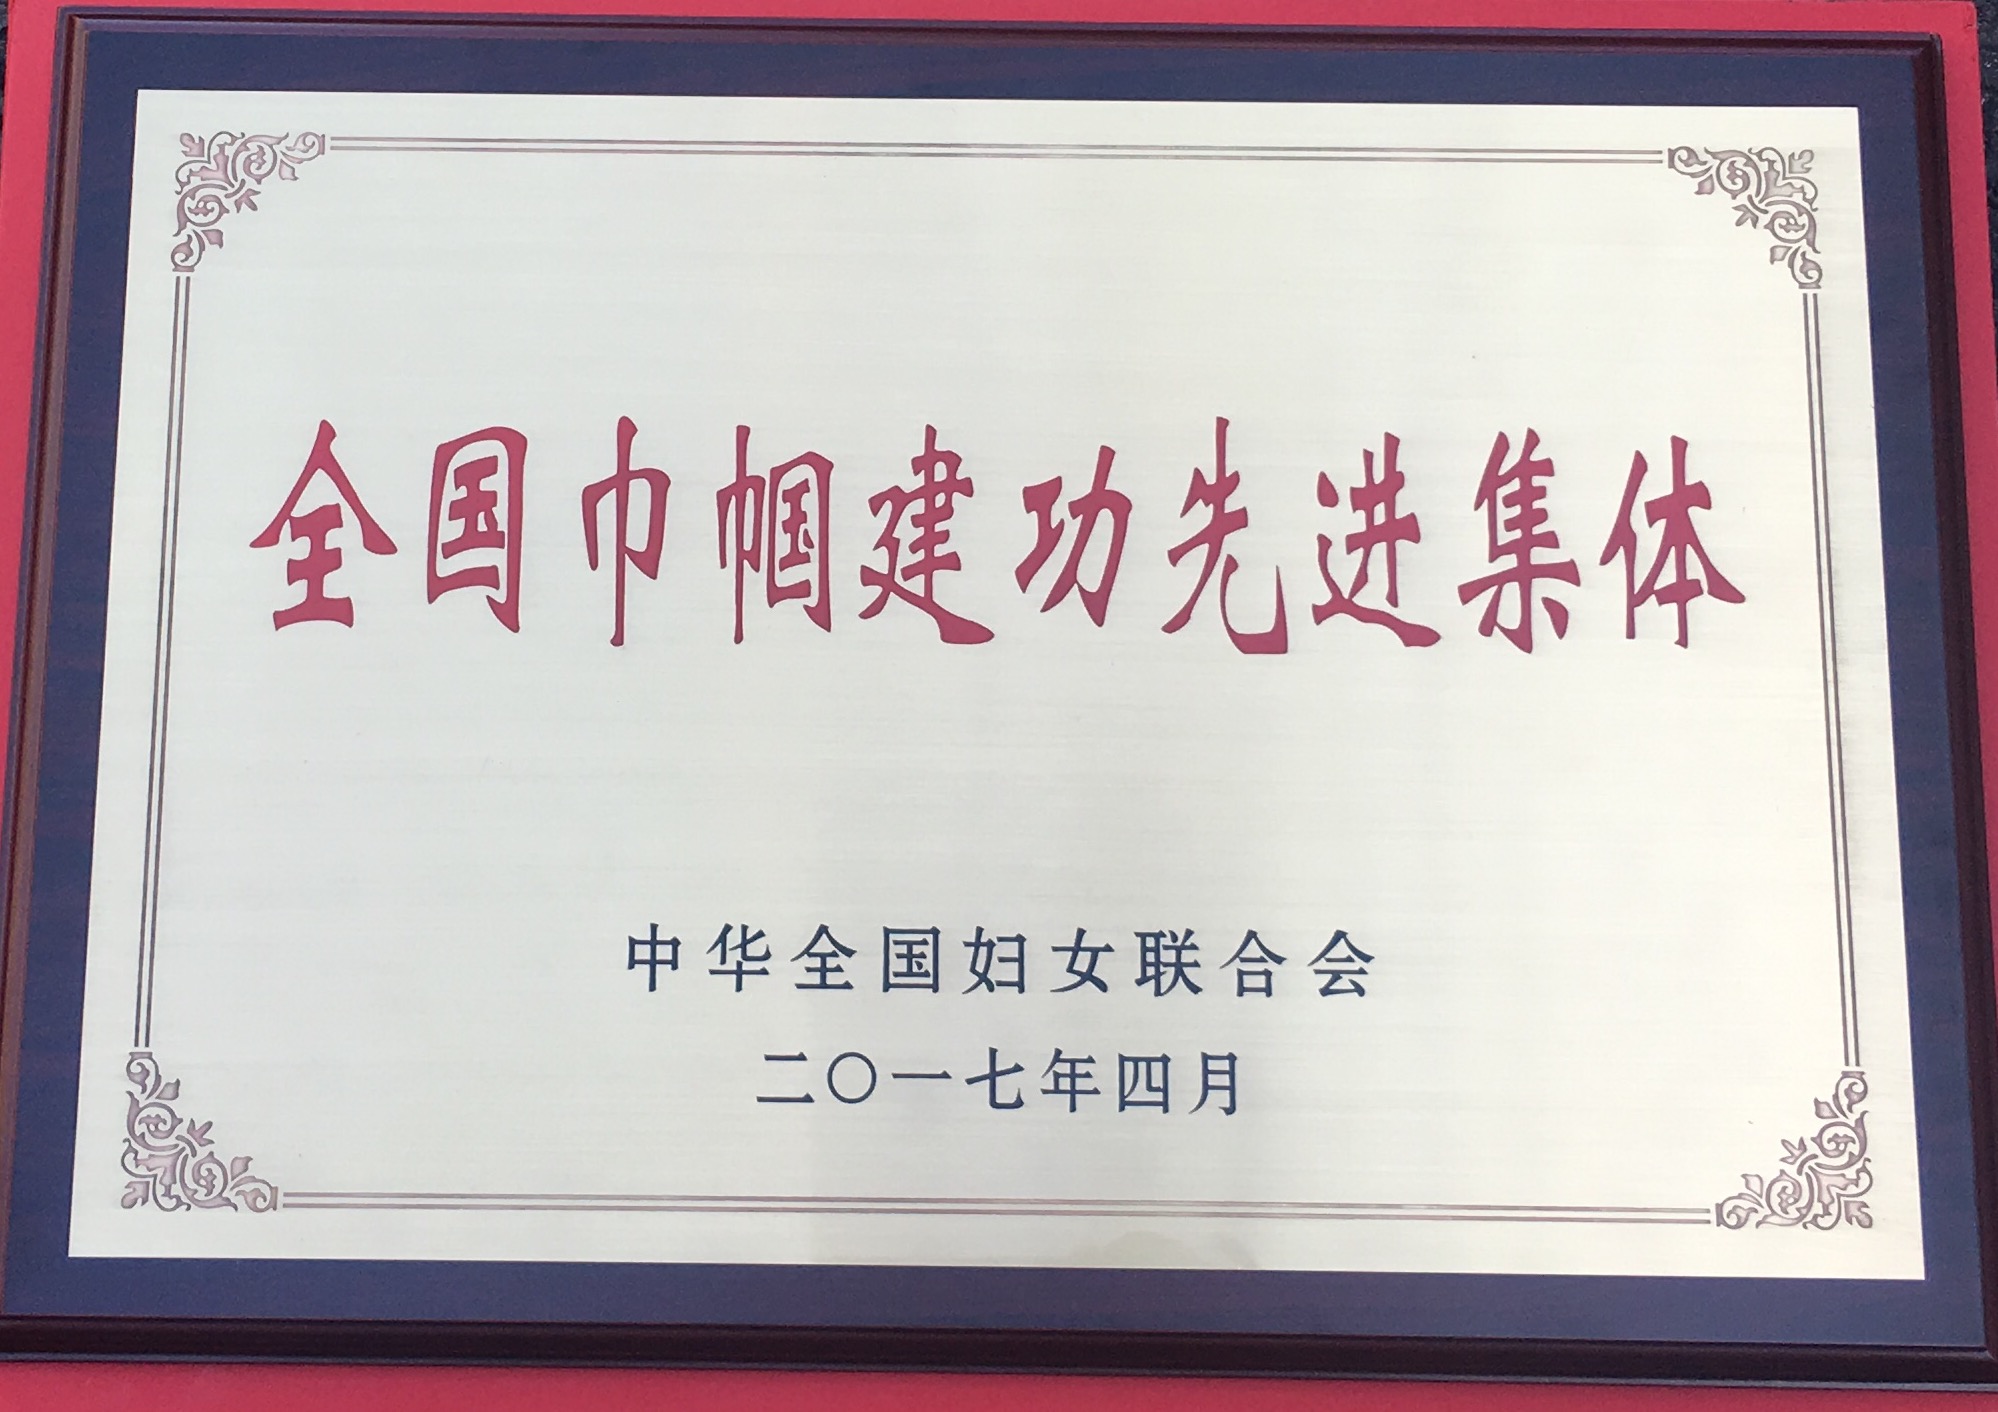 全国巾帼建功先进集体
中华全国妇女联合会
二〇一七年四月